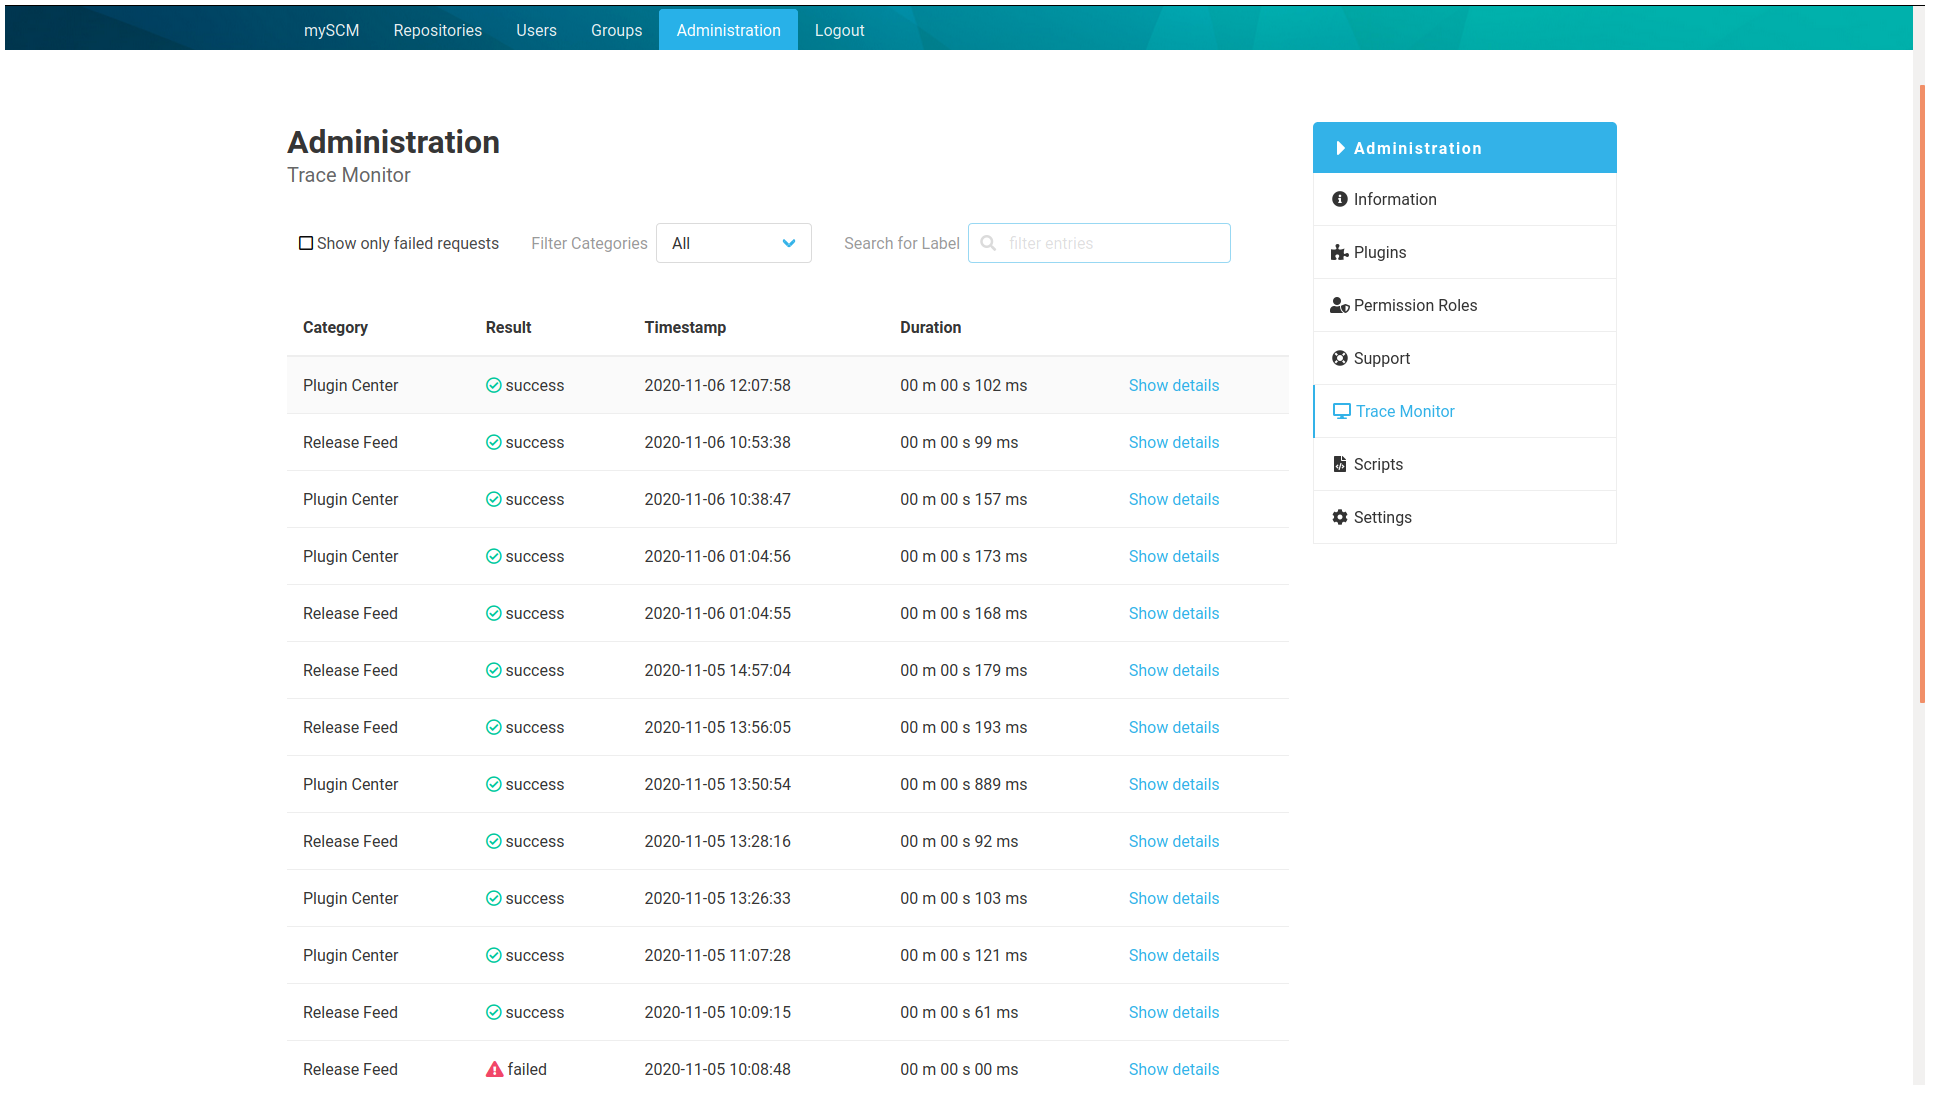 mySCM Repositories Users Groups Administration Logout
Administration
Trace Monitor
Show only failed requests Filter Categories All Search for Label filter entries
Category Result Timestamp Duration
Plugin Center success 2020-11-06 12:07:58 00 m 00 s 102 ms Show details
Release Feed success 2020-11-06 10:53:38 00 m 00 s 99 ms Show details
Plugin Center success 2020-11-06 10:38:47 00 m 00 s 157 ms Show details
Plugin Center success 2020-11-06 01:04:56 00 m 00 s 173 ms Show details
Release Feed success 2020-11-06 01:04:55 00 m 00 s 168 ms Show details
Release Feed success 2020-11-05 14:57:04 00 m 00 s 179 ms Show details
Release Feed success 2020-11-05 13:56:05 00 m 00 s 193 ms Show details
Plugin Center success 2020-11-05 13:50:54 00 m 00 s 889 ms Show details
Release Feed success 2020-11-05 13:28:16 00 m 00 s 92 ms Show details
Plugin Center success 2020-11-05 13:26:33 00 m 00 s 103 ms Show details
Plugin Center success 2020-11-05 11:07:28 00 m 00 s 121 ms Show details
Release Feed success 2020-11-05 10:09:15 00 m 00 s 61 ms Show details
Release Feed failed 2020-11-05 10:08:48 00 m 00 s 00 ms Show details
Administration
Information
Plugins
Permission Roles
Support
Trace Monitor
Scripts
Settings